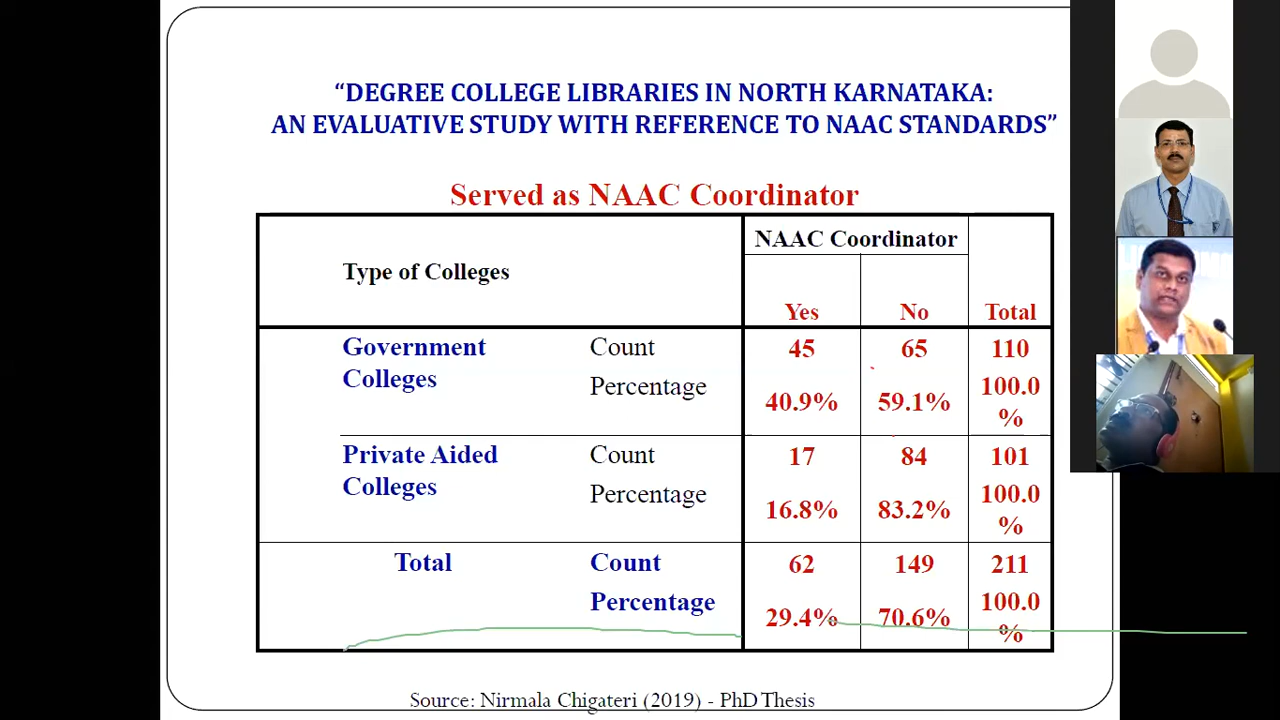 “DEGREE COLLEGE LIBRARIES IN NORTH KARNATAKA:
AN EVALUATIVE STUDY WITH REFERENCE TO NAAC STANDARDS”
Served as NAAC Coordinator
Type of Colleges
NAAC Coordinator
Yes No Total
Government Colleges Count 45 65 110
Percentage 40.9% 59.1% 100.0%
Private Aided Colleges Count 17 84 101
Percentage 16.8% 83.2% 100.0%
Total Count 62 149 211
Percentage 29.4% 70.6% 100.0%
Source: Nirmala Chigateri (2019) - PhD Thesis